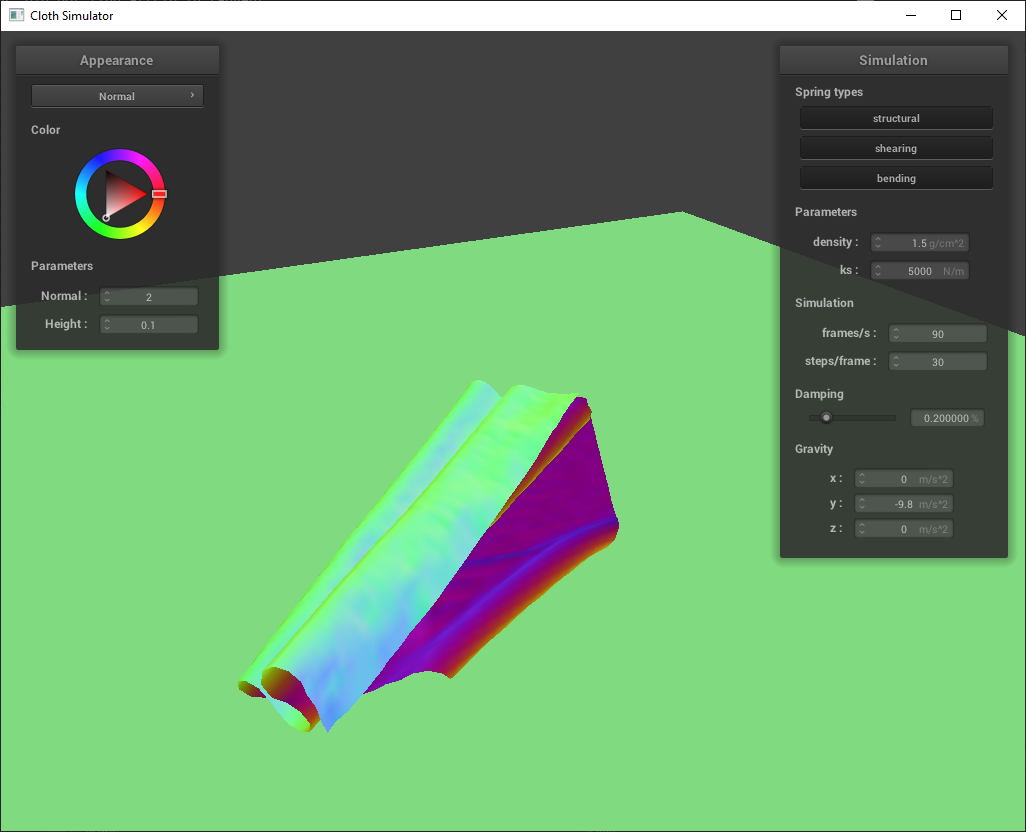 Cloth Simulator
Appearance
Normal
Color
Parameters
Normal : 2
Height : 0.1
Simulation
Spring types
structural
shearing
bending
Parameters
density : 1.5 g/cm^2
ks : 5000 N/m
Simulation
frames/s : 90
steps/frame : 30
Damping
0.200000 %
Gravity
x : 0 m/s^2
y : -9.8 m/s^2
z : 0 m/s^2